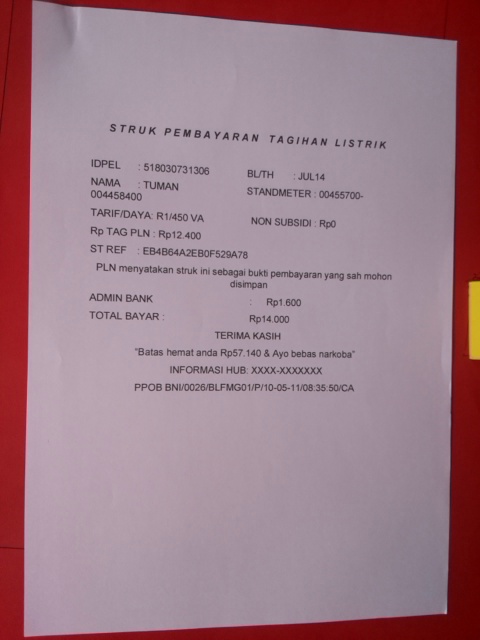 STRUK PEMBAYARAN TAGIHAN LISTRIK
IDPEL : 518030731306 BL/TH : JUL14
NAMA : TUMAN STANDMETER : 00455700-
004458400
TARIF/DAYA: R1/450 VA NON SUBSIDI : Rp0
Rp TAG PLN : Rp12.400
ST REF : EB4B64A2EB0F529A78
PLN menyatakan struk ini sebagai bukti pembayaran yang sah mohon
disimpan
ADMIN BANK : Rp1.600
TOTAL BAYAR : Rp14.000
TERIMA KASIH
"Batas hemat anda Rp57.140 & Ayo bebas narkoba"
INFORMASI HUB: XXXX-XXXXXXX
PPOB BNI/0026/BLFMG01/P/10-05-11/08:35:50/CA